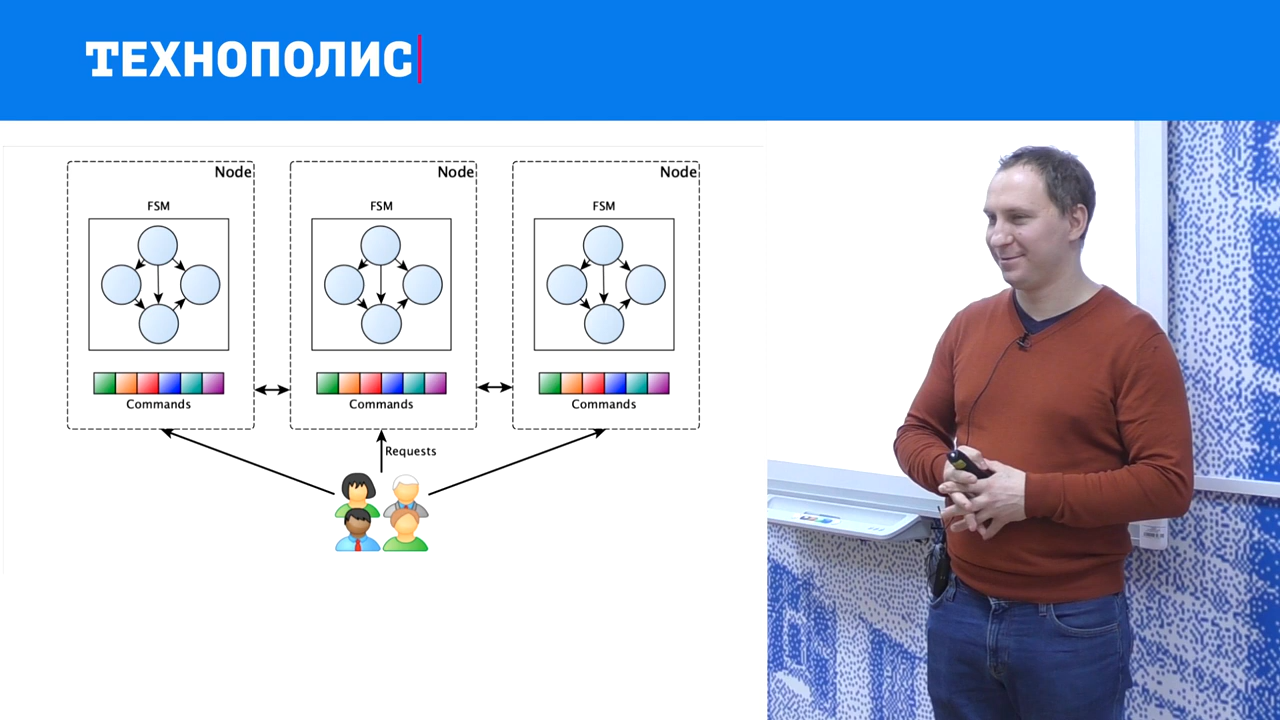 ТЕХНОПОЛИС
Node
Node
Node
FSM
FSM
FSM
Commands
Commands
Commands
Requests